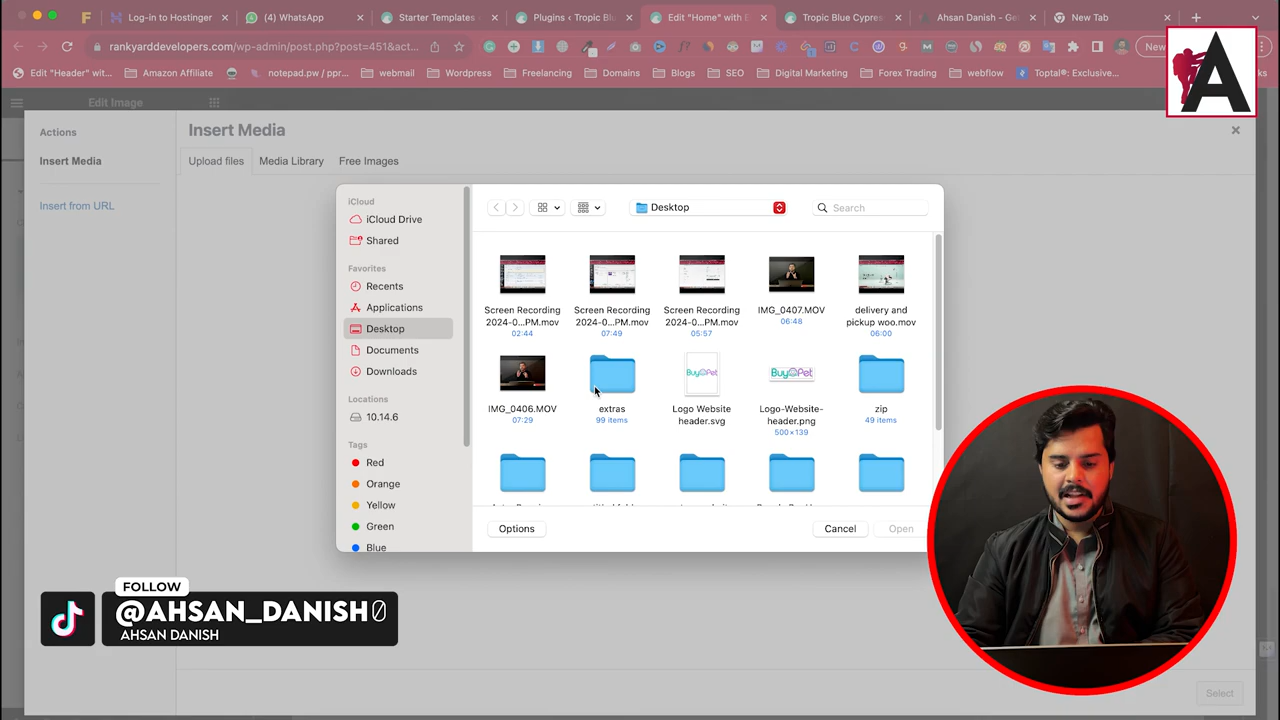 Log-in to Hostinger
(4) WhatsApp
Starter Templates
Plugins ‹ Tropic Bl
Edit "Home" with E
Tropic Blue Cypres
Ahsan Danish - Ge
New Tab
rankyarddevelopers.com/wp-admin/post.php?post=451&act...
New
Edit "Header" wit...
Amazon Affiliate
notepad.pw / ppr...
webmail
Wordpress
Freelancing
Domains
Blogs
SEO
Digital Marketing
Forex Trading
webflow
Toptal®: Exclusive...
A
Edit Image
Actions
Insert Media
Insert Media
Upload files
Media Library
Free Images
Insert from URL
iCloud
iCloud Drive
Shared
Favorites
Recents
Applications
Desktop
Documents
Downloads
Locations
10.14.6
Tags
Red
Orange
Yellow
Green
Blue
Desktop
Search
Screen Recording
2024-0...PM.mov
02:44
Screen Recording
2024-0...PM.mov
07:49
Screen Recording
2024-0...PM.mov
05:57
IMG_0407.MOV
06:48
delivery and
pickup woo.mov
06:00
IMG_0406.MOV
07:29
extras
99 items
Logo Website
header.svg
Logo-Website-
header.png
500×139
zip
49 items
Options
Cancel
Open
Select
FOLLOW
@AHSAN_DANISH0
AHSAN DANISH